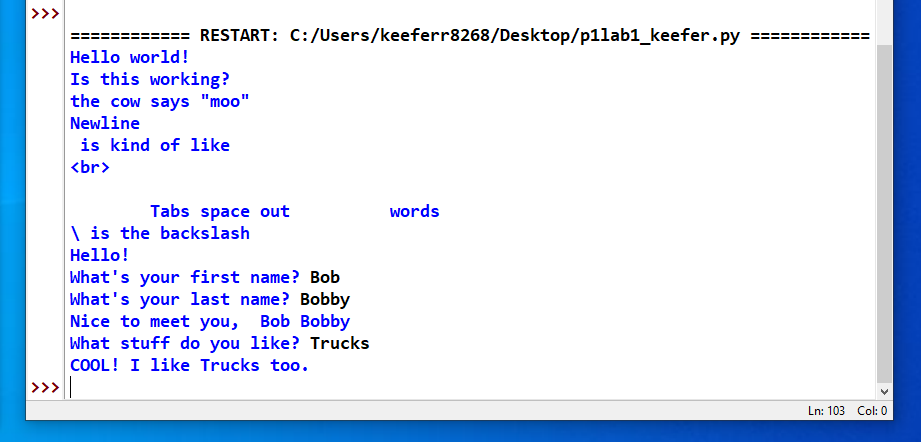 >>>
============ RESTART: C:/Users/keeferr8268/Desktop/p1lab1_keefer.py ============
Hello world!
Is this working?
the cow says "moo"
Newline
 is kind of like
<br>

        Tabs space out          words
\ is the backslash
Hello!
What's your first name? Bob
What's your last name? Bobby
Nice to meet you,  Bob Bobby
What stuff do you like? Trucks
COOL! I like Trucks too.
>>>
Ln: 103 Col: 0